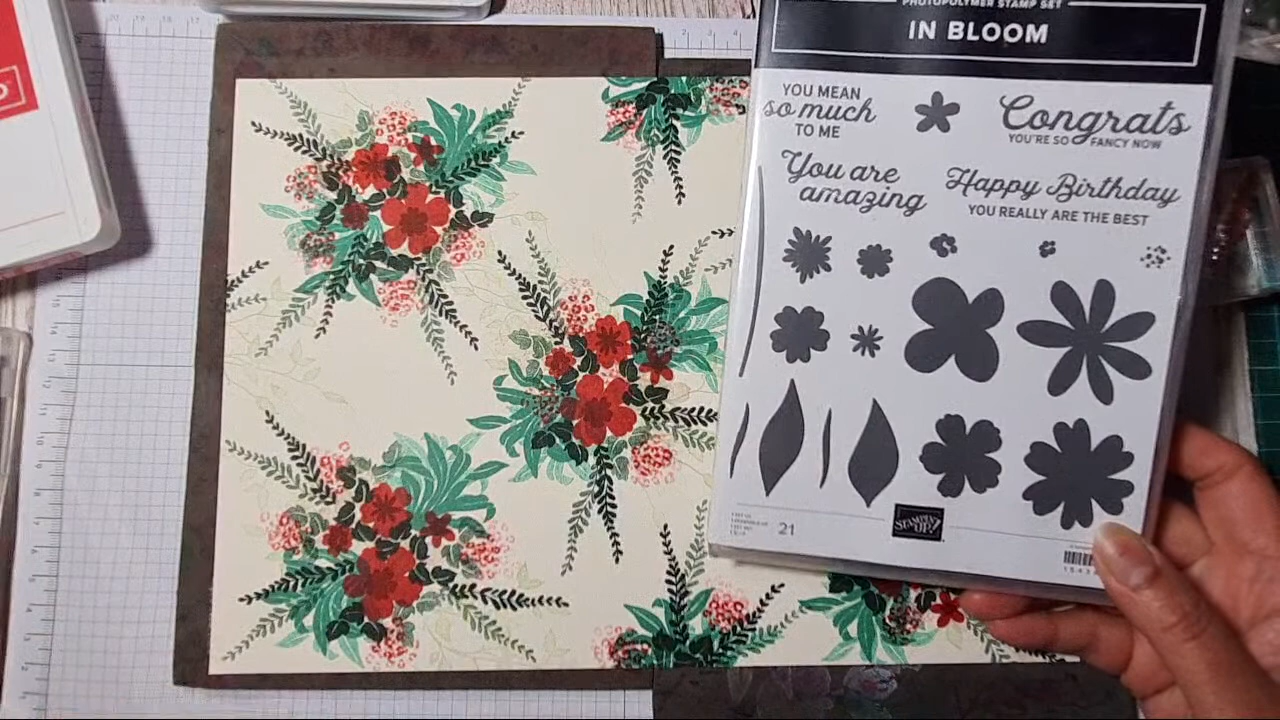 PHOTOPOLYMER STAMP SET
IN BLOOM
YOU MEAN
so much
TO ME
Congrats
YOU'RE SO FANCY NOW
You are
amazing
Happy Birthday
YOU REALLY ARE THE BEST
21
STAMPIN' UP!